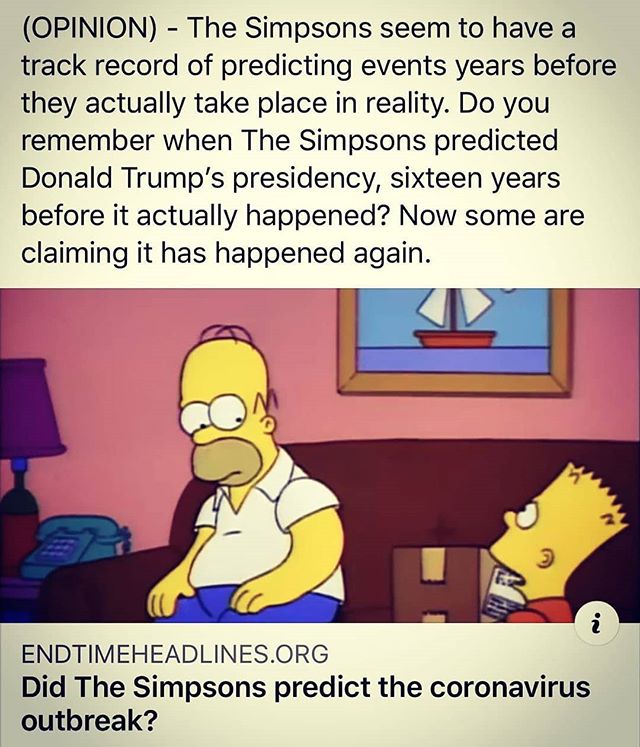 (OPINION) - The Simpsons seem to have a
track record of predicting events years before
they actually take place in reality. Do you
remember when The Simpsons predicted
Donald Trump's presidency, sixteen years
before it actually happened? Now some are
claiming it has happened again.
i
ENDTIMEHEADLINES.ORG
Did The Simpsons predict the coronavirus
outbreak?